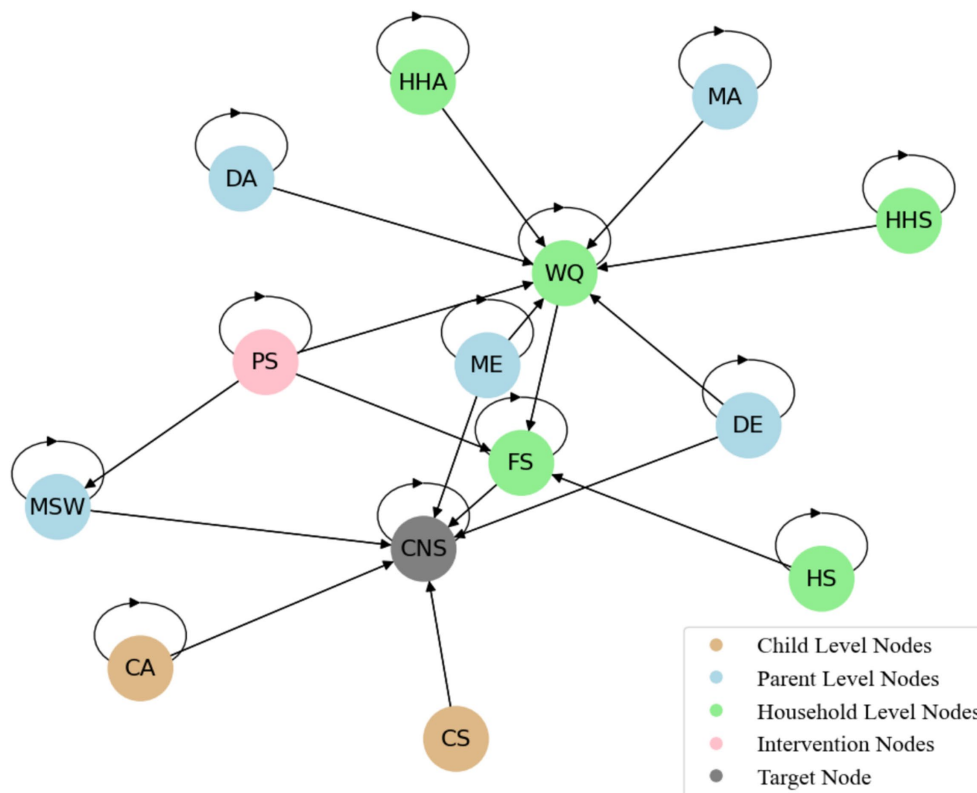 HHA
MA
DA
HHS
WQ
PS
ME
DE
FS
MSW
CNS
HS
CA
CS
Child Level Nodes
Parent Level Nodes
Household Level Nodes
Intervention Nodes
Target Node